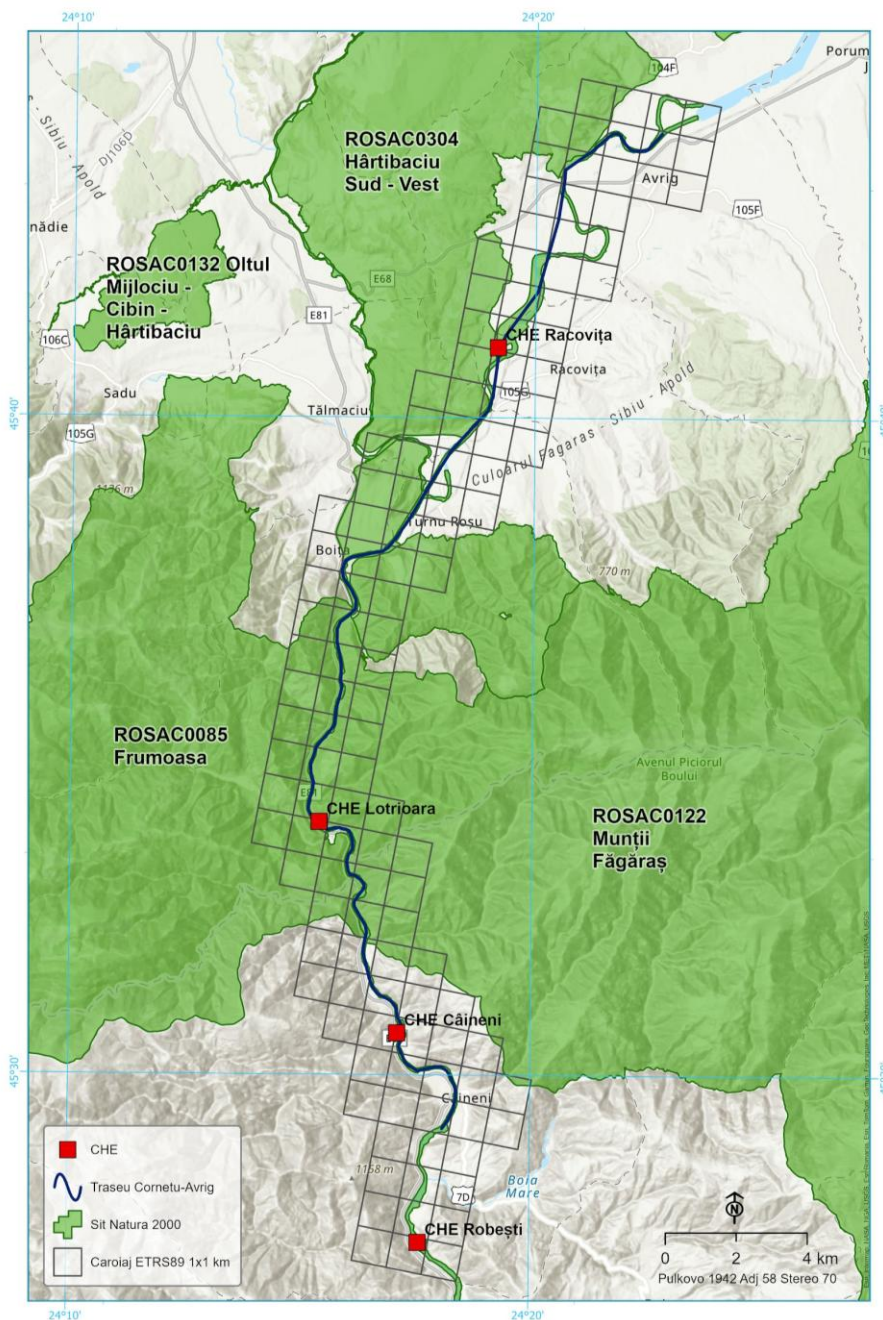 24°10'
24°20'
Porum
J
104F
Sibiu - Apold
DJ106D
ROSAC0304
Hârtibaciu
Sud - Vest
Avrig
105F
nădie
ROSAC0132 Oltul
Mijlociu -
Cibin -
Hârtibaciu
E68
E81
106C
CHE Racovița
Racovița
Sadu
105G
Tălmaciu
45°40'
105G
Culoarul Fagaras - Sibiu - Apold
1136 m
Turnu Roșu
Boița
770 m
ROSAC0085
Frumoasa
Avenul Piciorul
Boului
E81
CHE Lotrioara
ROSAC0122
Munții
Făgăraș
CHE Câineni
45°30'
Câineni
CHE
Traseu Cornetu-Avrig
Sit Natura 2000
Caroiaj ETRS89 1x1 km
1158 m
Boia
Mare
7D
CHE Robești
N
0 2 4 km
Pulkovo 1942 Adj 58 Stereo 70
24°10'
24°20'